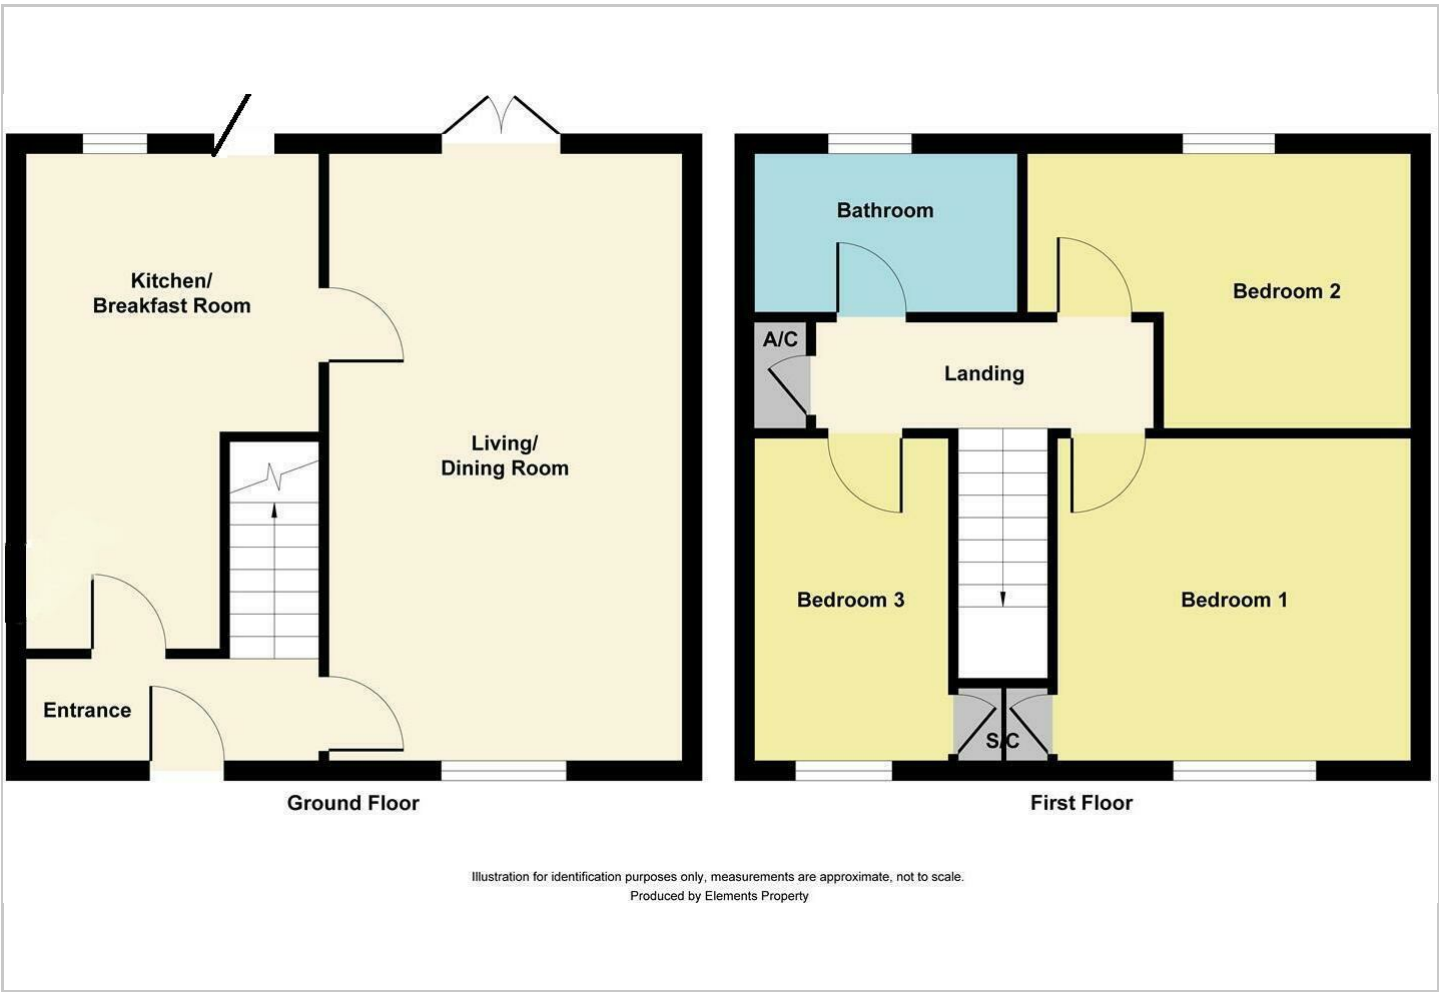 Kitchen/
Breakfast Room
Living/
Dining Room
Entrance
Ground Floor
Bathroom
Bedroom 2
A/C
Landing
Bedroom 3
Bedroom 1
S/C
First Floor
Illustration for identification purposes only, measurements are approximate, not to scale.
Produced by Elements Property